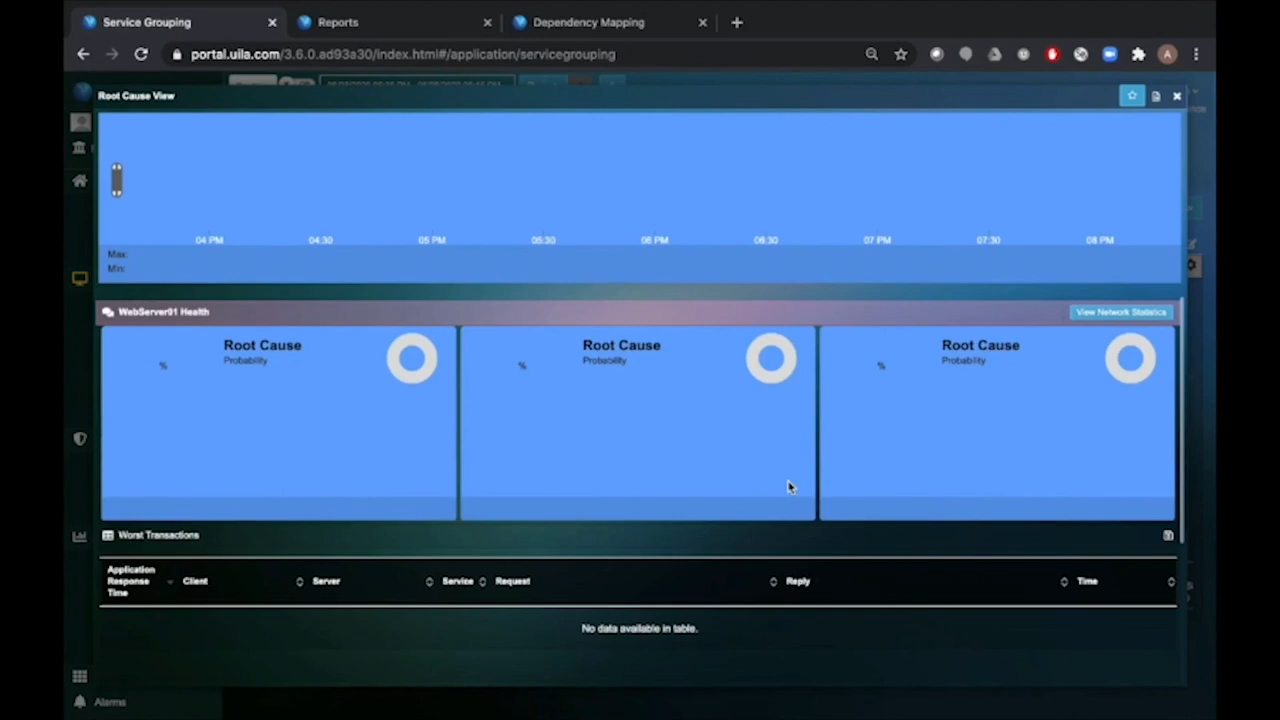 Service Grouping
Reports
Dependency Mapping
portal.uila.com/3.6.0.ad93a30/index.html#/application/servicegrouping
A
Root Cause View
04 PM 04:30 05 PM 05:30 06 PM 06:30 07 PM 07:30 08 PM
Max:
Min:
WebServer01 Health
View Network Statistics
Root Cause
Probability
%
Root Cause
Probability
%
Root Cause
Probability
%
Worst Transactions
Application Response Time Client Server Service Request Reply Time
No data available in table.
Alarms